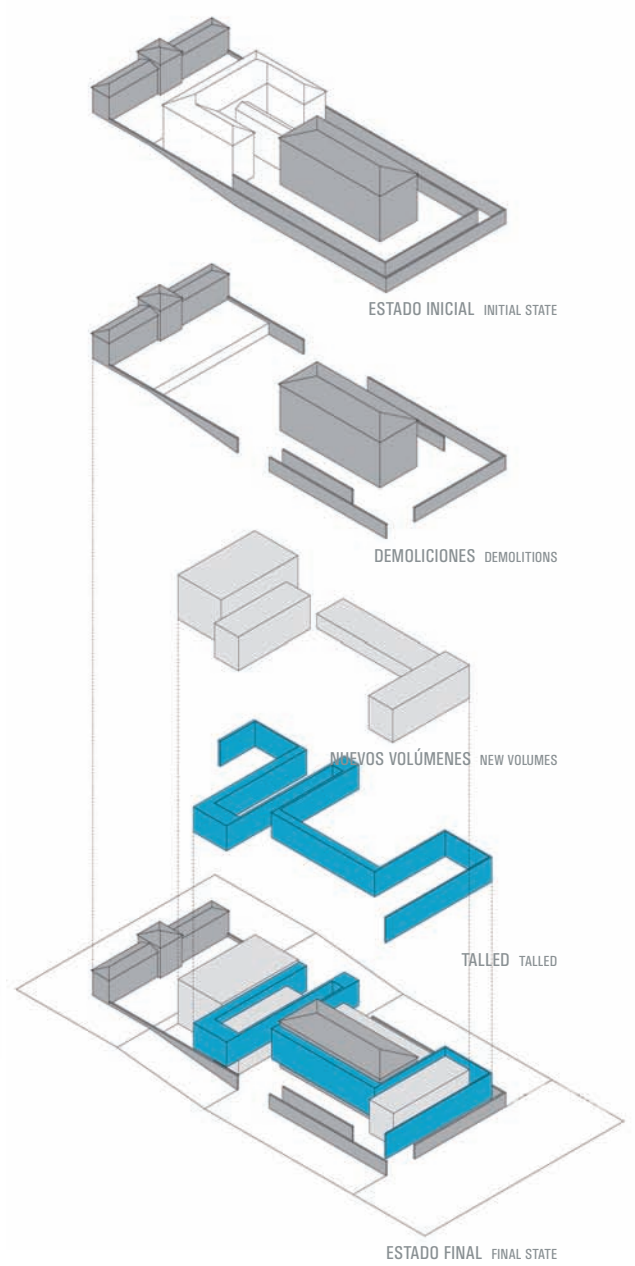 ESTADO INICIAL INITIAL STATE
DEMOLICIONES DEMOLITIONS
NUEVOS VOLÚMENES NEW VOLUMES
TALLED TALLED
ESTADO FINAL FINAL STATE